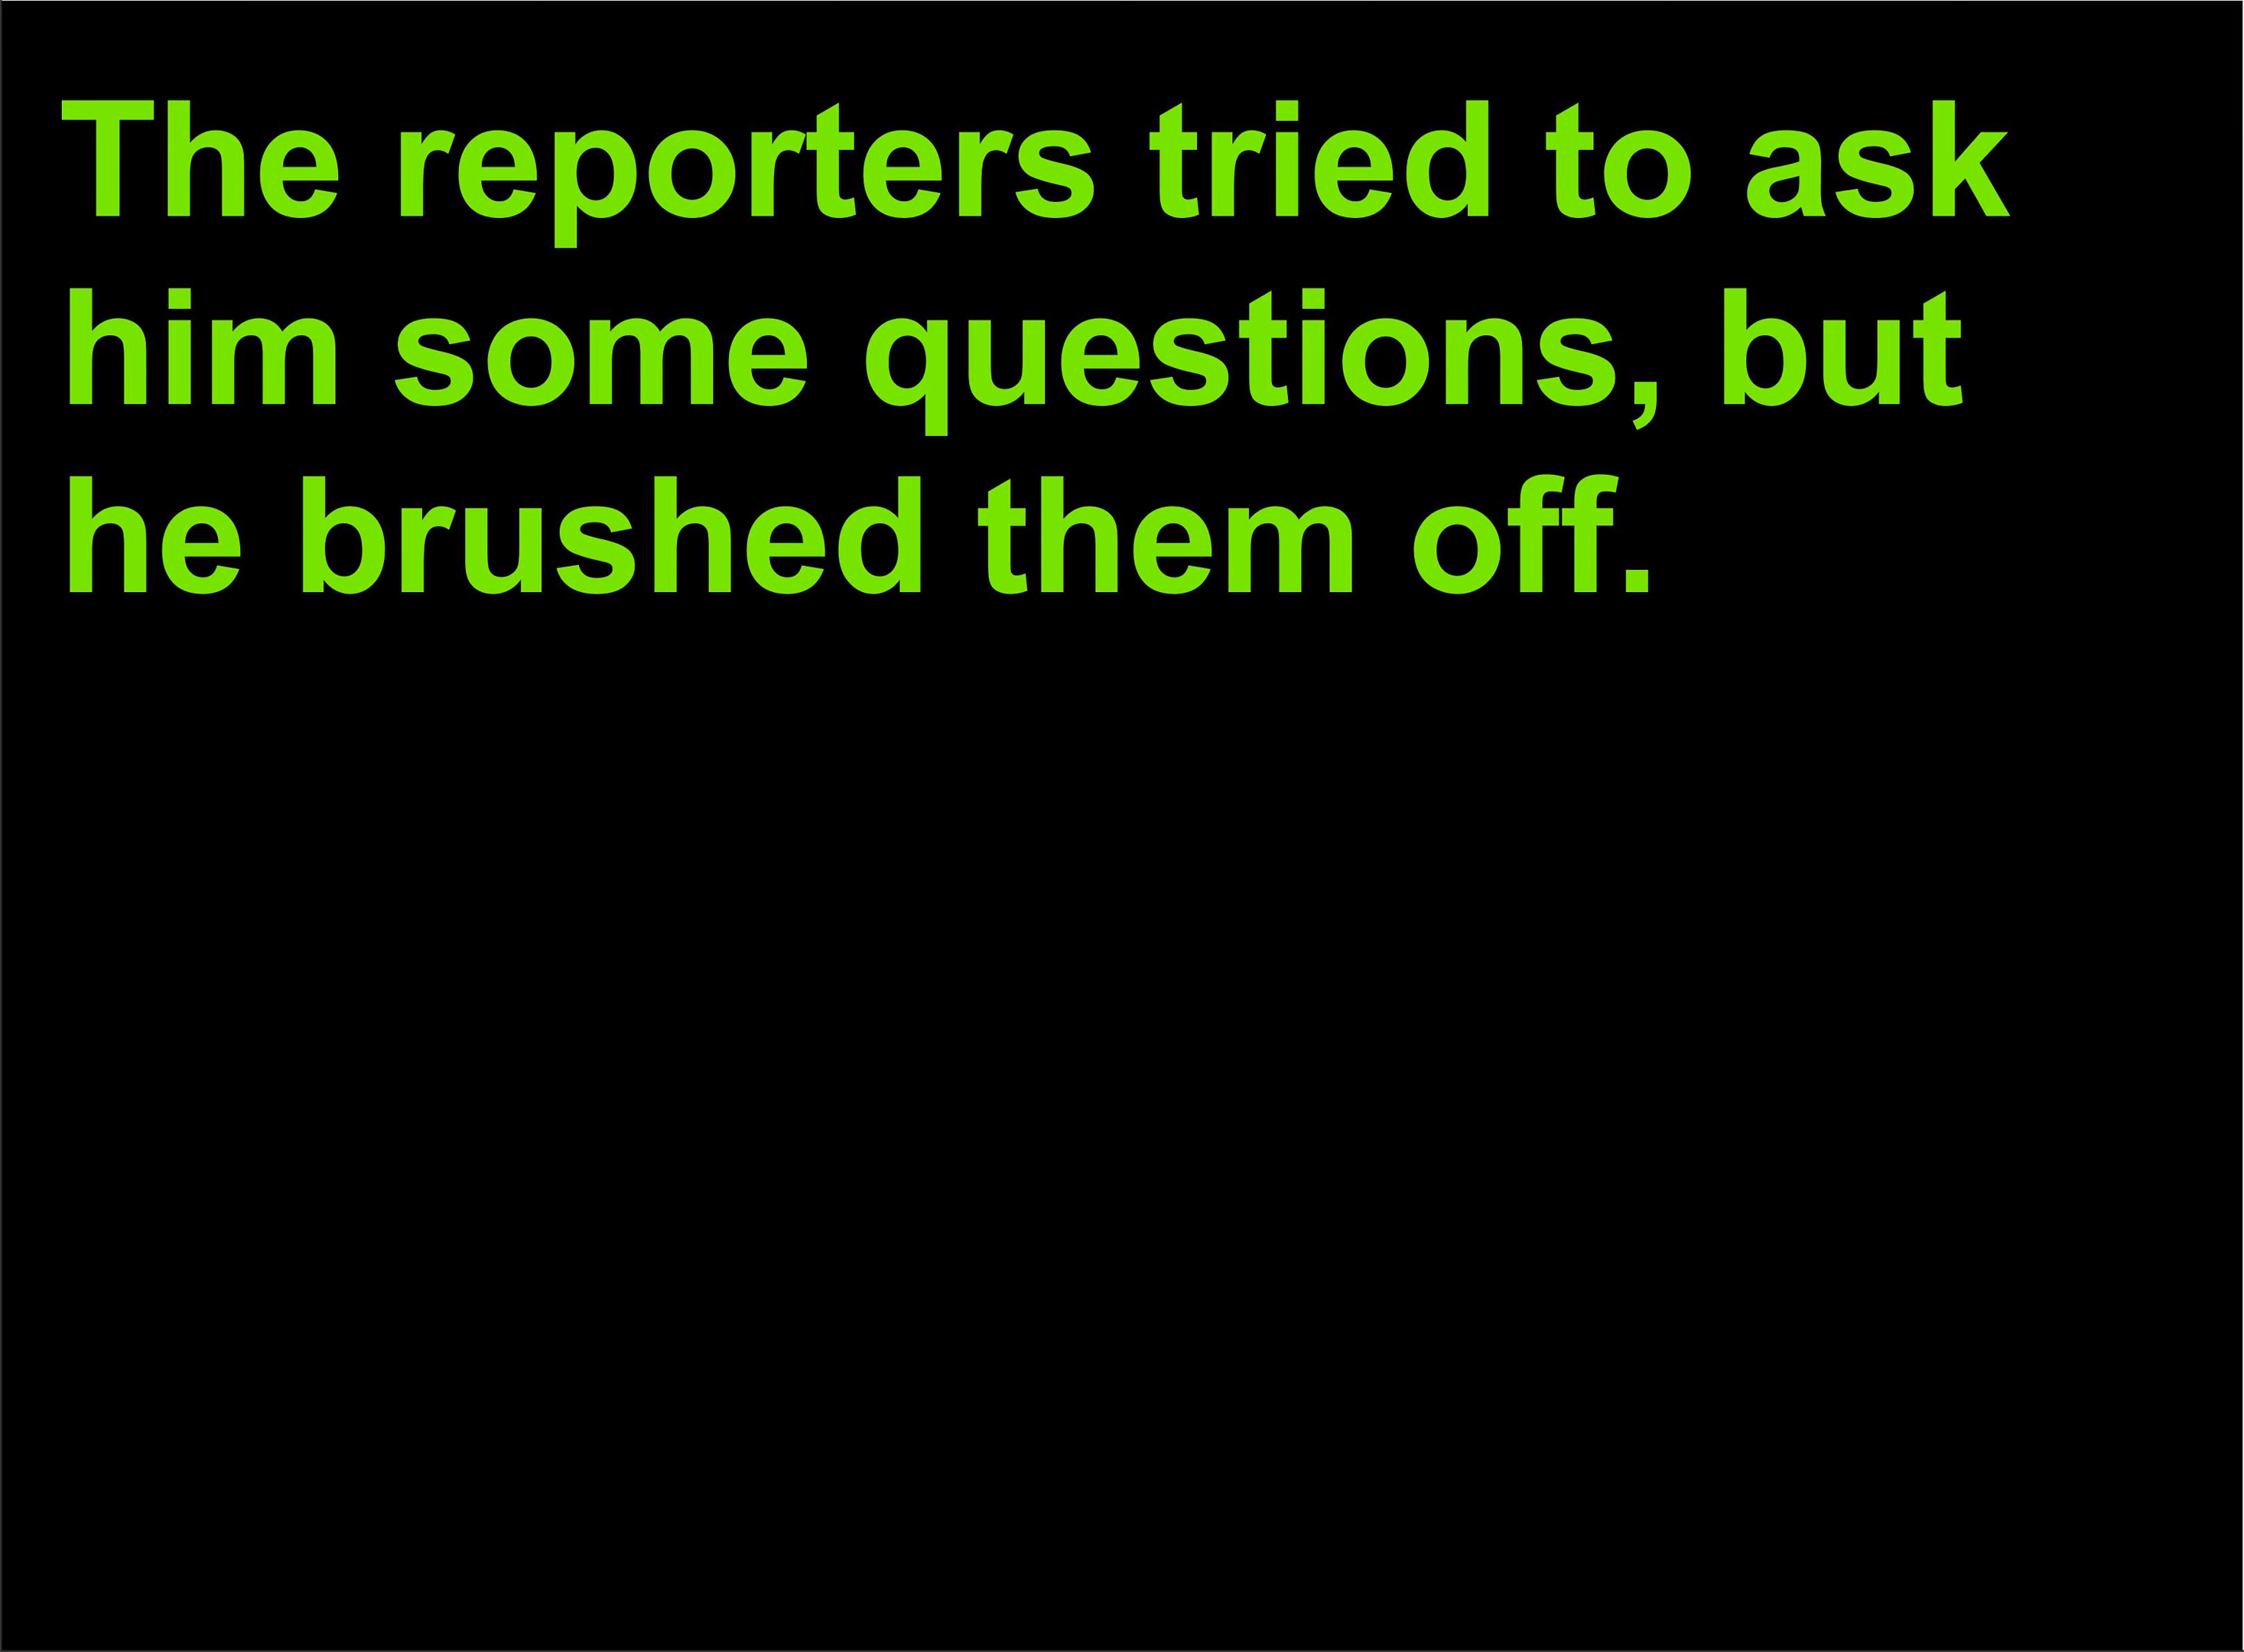 The reporters tried to ask
him some questions, but
he brushed them off.